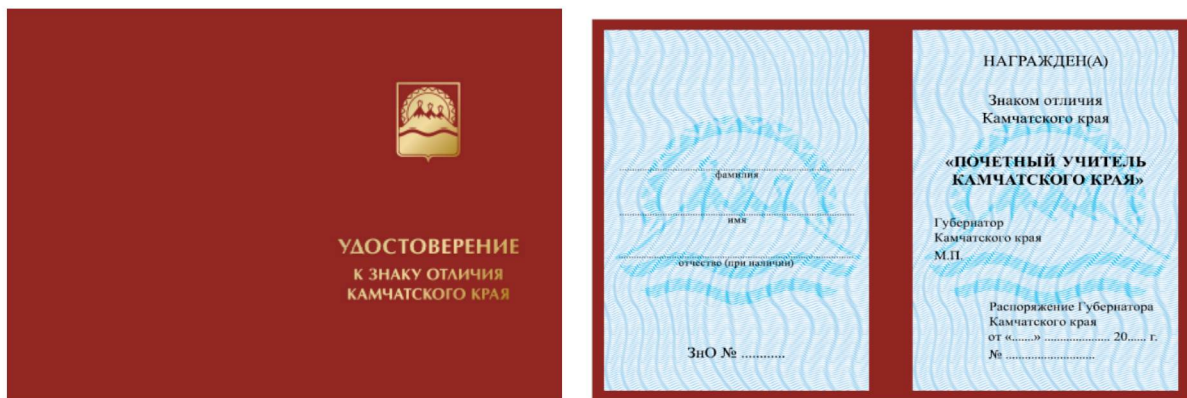 УДОСТОВЕРЕНИЕ
К ЗНАКУ ОТЛИЧИЯ
КАМЧАТСКОГО КРАЯ
фамилия
имя
отчество (при наличии)
ЗнО № ............
НАГРАЖДЕН(А)
Знаком отличия
Камчатского края
«ПОЧЕТНЫЙ УЧИТЕЛЬ
КАМЧАТСКОГО КРАЯ»
Губернатор
Камчатского края
М.П.
Распоряжение Губернатора
Камчатского края
от «.......» ..................... 20...... г.
№ .............................